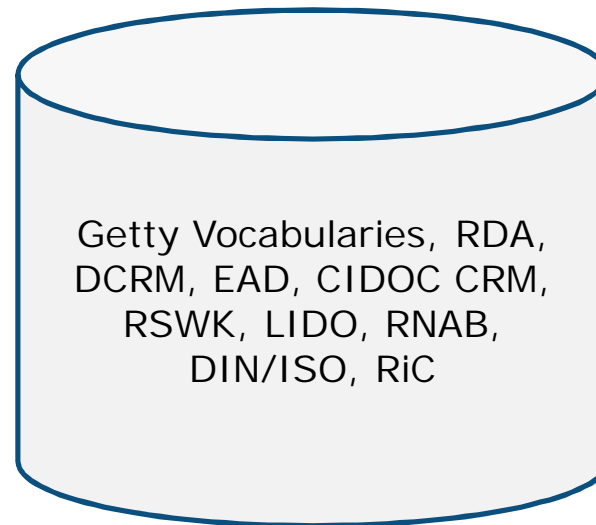 Getty Vocabularies, RDA,
DCRM, EAD, CIDOC CRM,
RSWK, LIDO, RNAB,
DIN/ISO, RiC